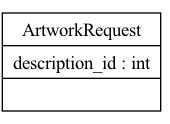 ArtworkRequest
description_id : int